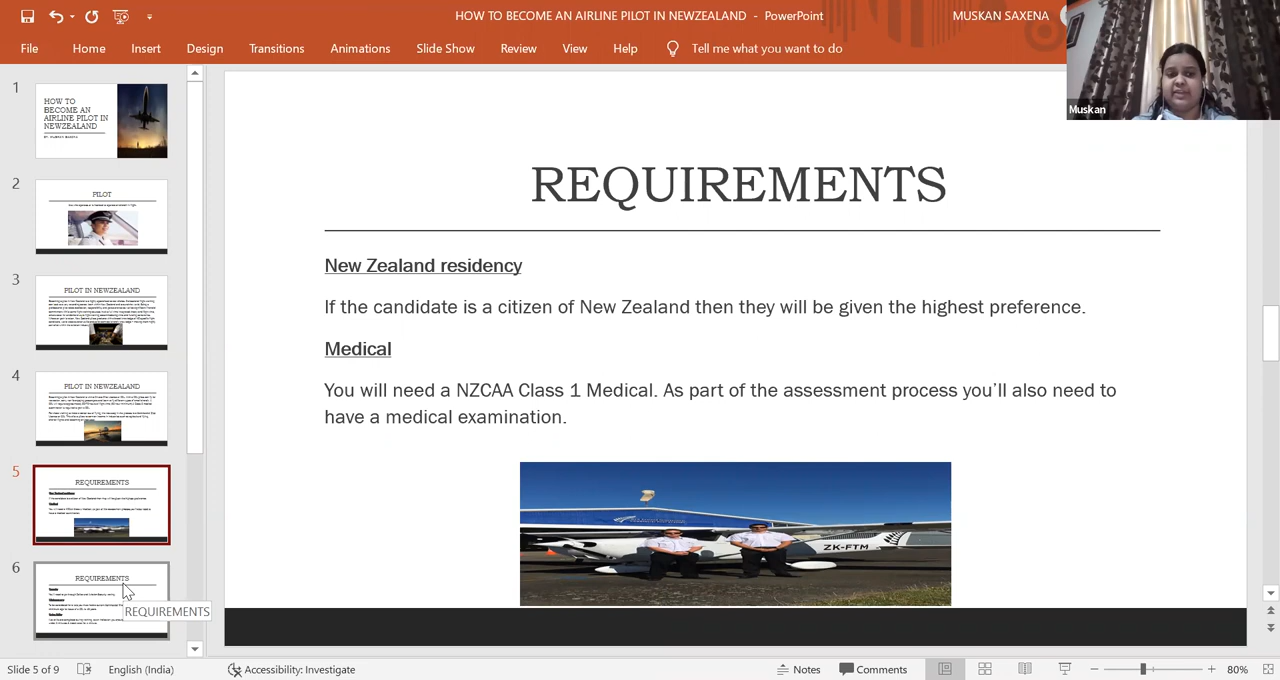 HOW TO BECOME AN AIRLINE PILOT IN NEWZEALAND - PowerPoint
MUSKAN SAXENA
File Home Insert Design Transitions Animations Slide Show Review View Help Tell me what you want to do
Muskan
1
HOW TO
BECOME AN
AIRLINE PILOT IN
NEWZEALAND
2
PILOT
3
PILOT IN NEWZEALAND
4
PILOT IN NEWZEALAND
5
REQUIREMENTS
6
REQUIREMENTS
REQUIREMENTS
REQUIREMENTS
New Zealand residency
If the candidate is a citizen of New Zealand then they will be given the highest preference.
Medical
You will need a NZCAA Class 1 Medical. As part of the assessment process you’ll also need to
have a medical examination.
ZK-FTM
Slide 5 of 9 English (India) Accessibility: Investigate Notes Comments 80%